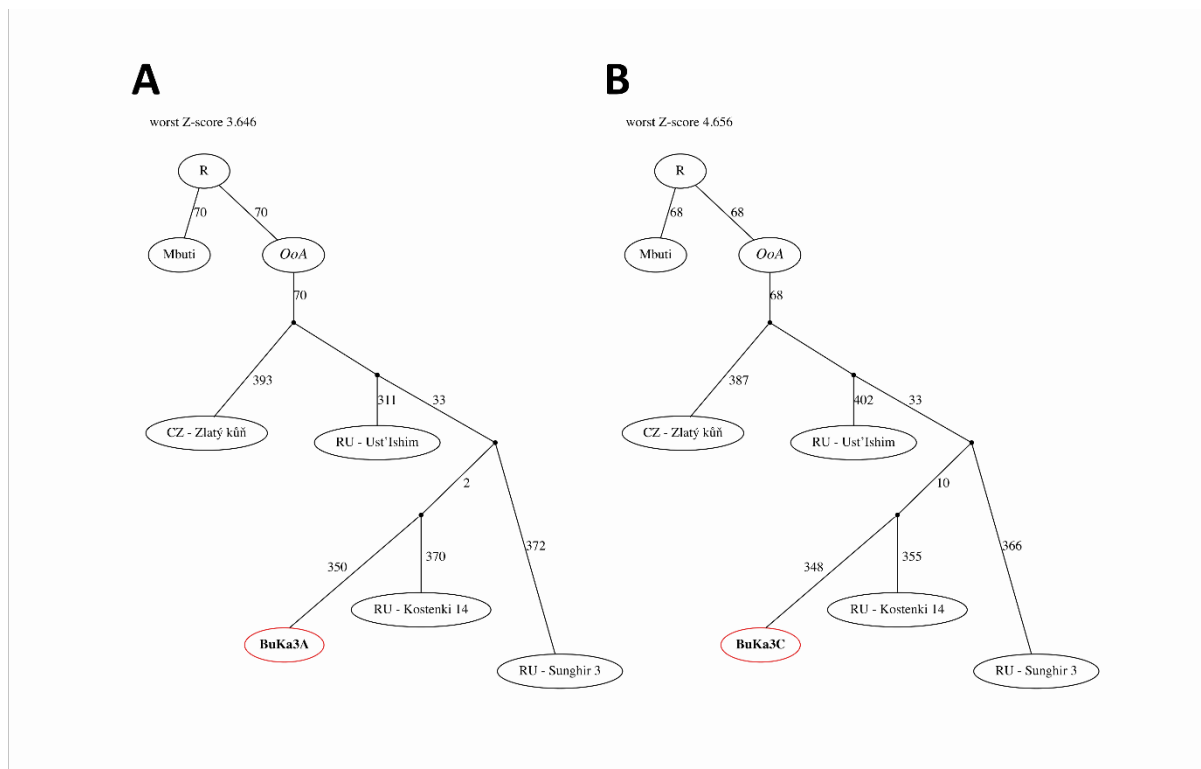 A
worst Z-score 3.646
R
70
70
Mbuti
OoA
70
393
311
33
CZ - Zlatý kůň
RU - Ust'Ishim
2
350
370
372
RU - Kostenki 14
BuKa3A
RU - Sunghir 3
B
worst Z-score 4.656
R
68
68
Mbuti
OoA
68
387
402
33
CZ - Zlatý kůň
RU - Ust'Ishim
10
348
355
366
RU - Kostenki 14
BuKa3C
RU - Sunghir 3